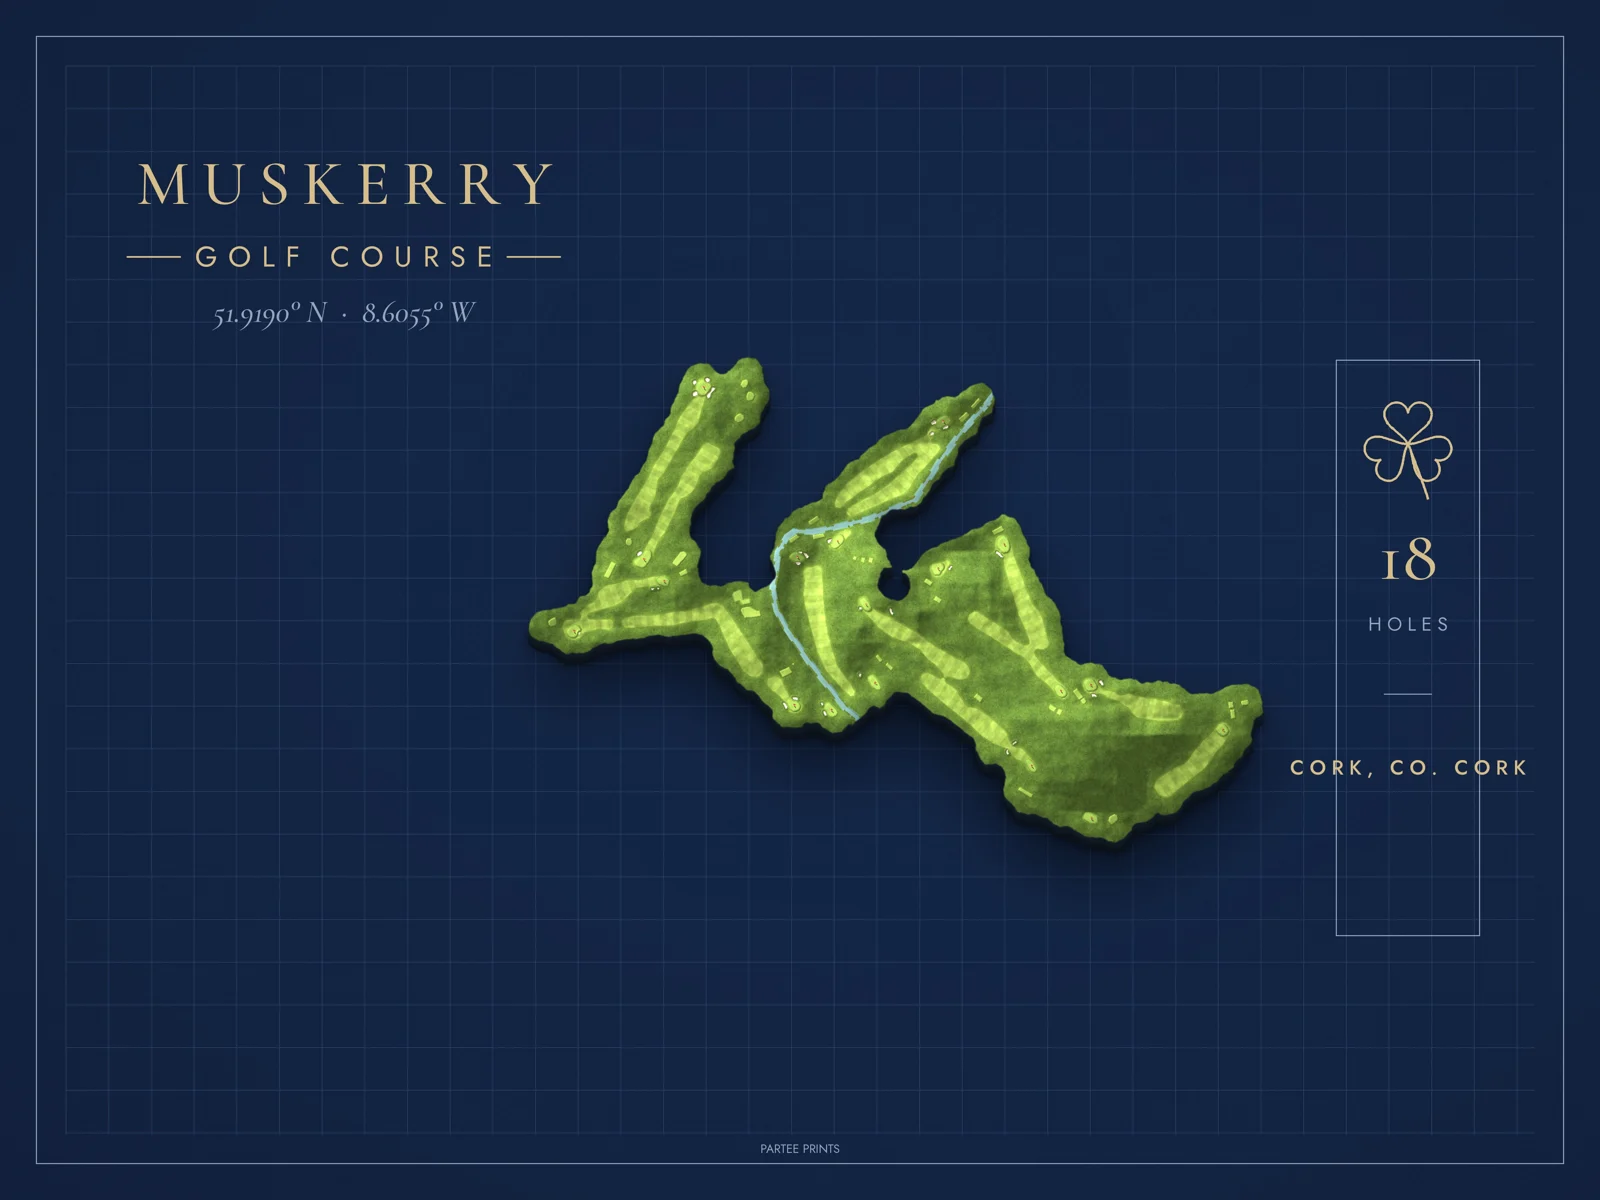 MUSKERRY
GOLF COURSE
51.9190° N · 8.6055° W
18
HOLES
CORK, CO. CORK
PARTEE PRINTS